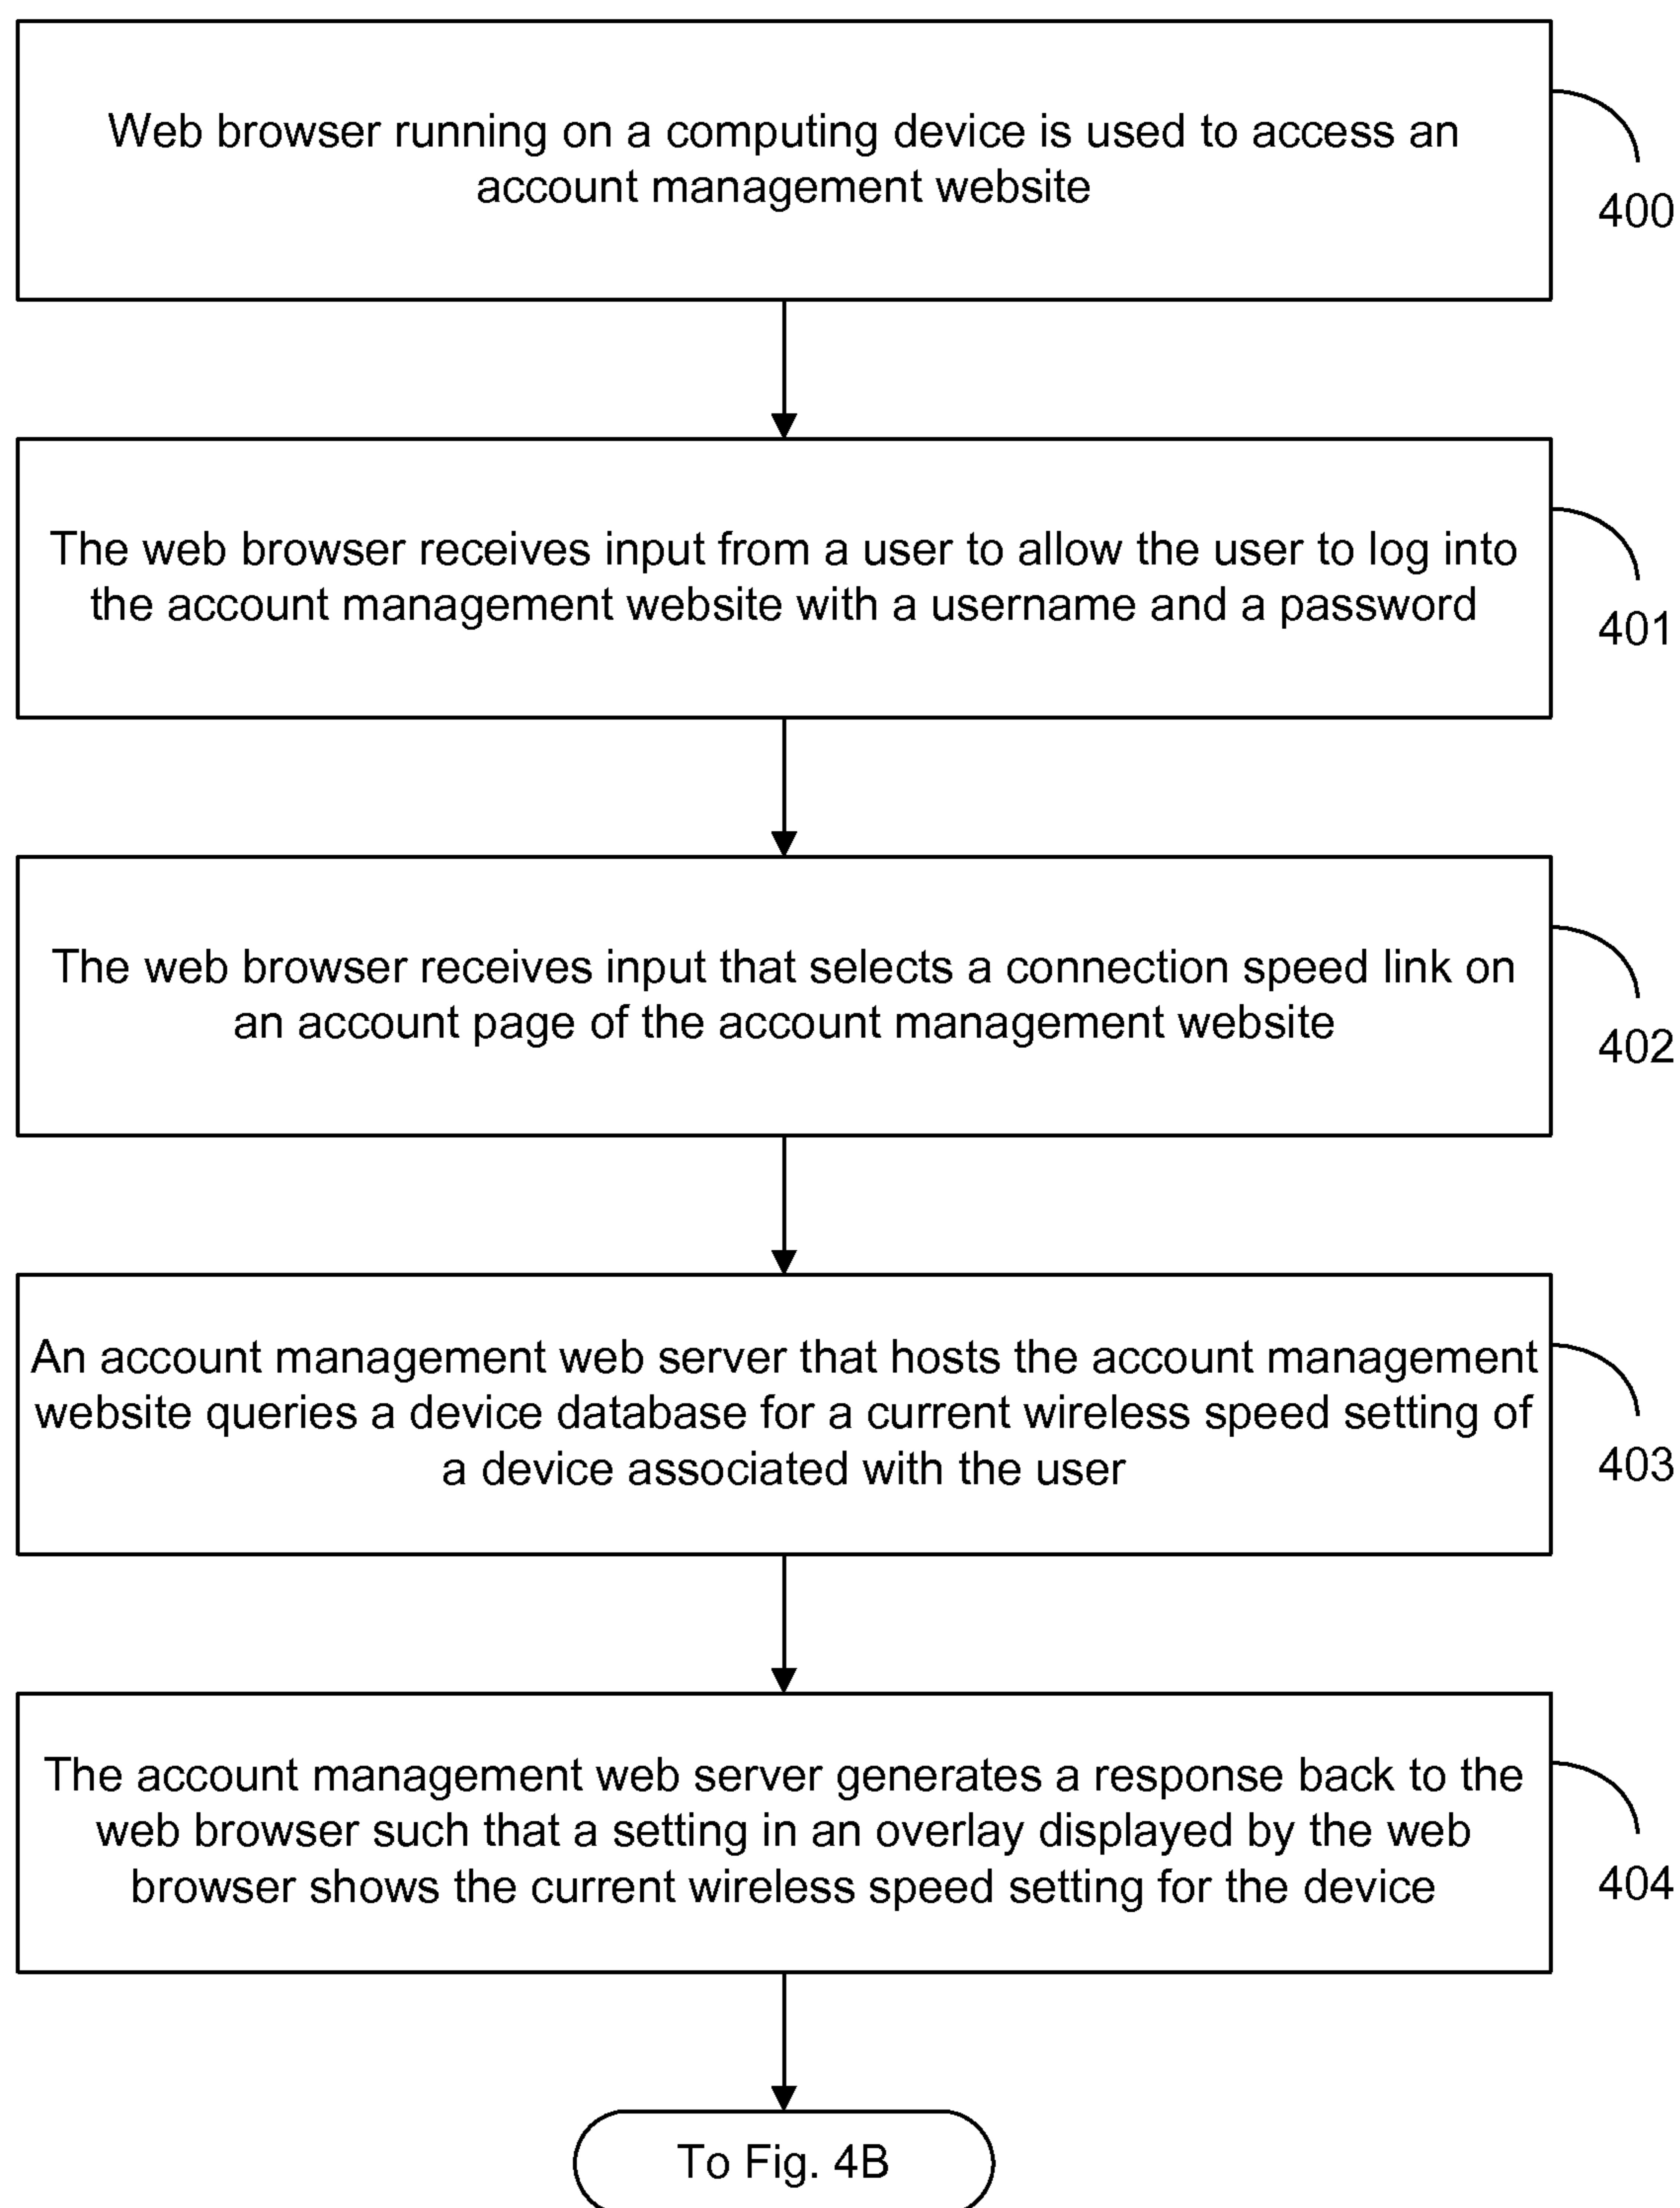 Web browser running on a computing device is used to access an
account management website
400
The web browser receives input from a user to allow the user to log into
the account management website with a username and a password
401
The web browser receives input that selects a connection speed link on
an account page of the account management website
402
An account management web server that hosts the account management
website queries a device database for a current wireless speed setting of
a device associated with the user
403
The account management web server generates a response back to the
web browser such that a setting in an overlay displayed by the web
browser shows the current wireless speed setting for the device
404
To Fig. 4B